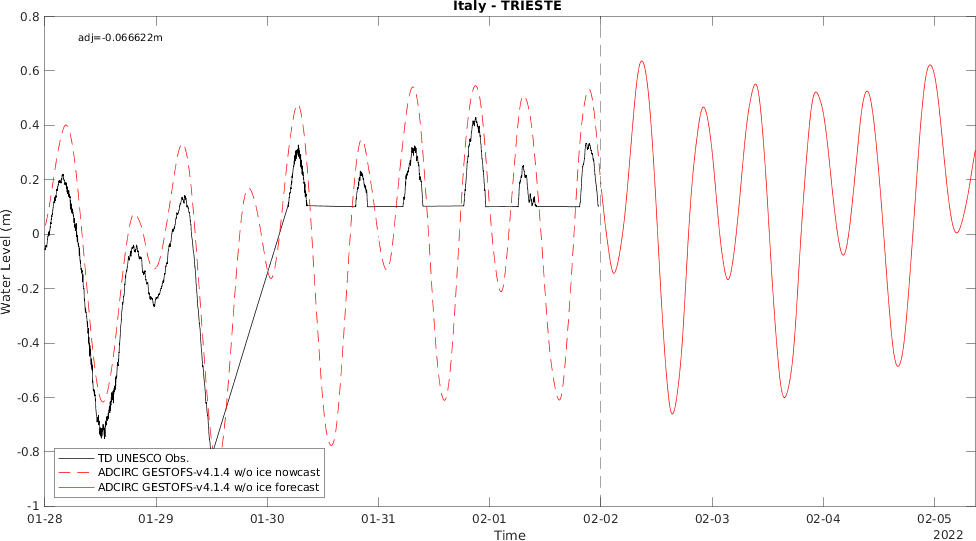 Italy - TRIESTE
adj=-0.066622m
0.8
0.6
0.4
0.2
0
-0.2
-0.4
-0.6
-0.8
-1
Water Level (m)
TD UNESCO Obs.
ADCIRC GESTOFS-v4.1.4 w/o ice nowcast
ADCIRC GESTOFS-v4.1.4 w/o ice forecast
01-28 01-29 01-30 01-31 02-01 02-02 02-03 02-04 02-05
Time
2022